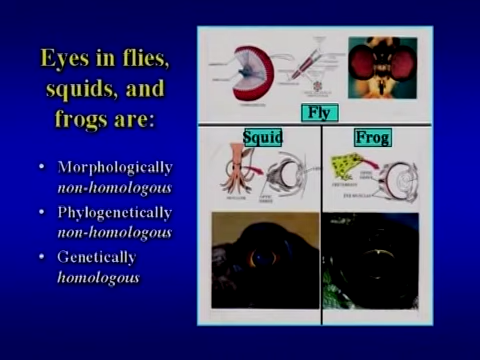 Eyes in flies,
squids, and
frogs are:
• Morphologically
non-homologous
• Phylogenetically
non-homologous
• Genetically
homologous
Fly
Squid
Frog